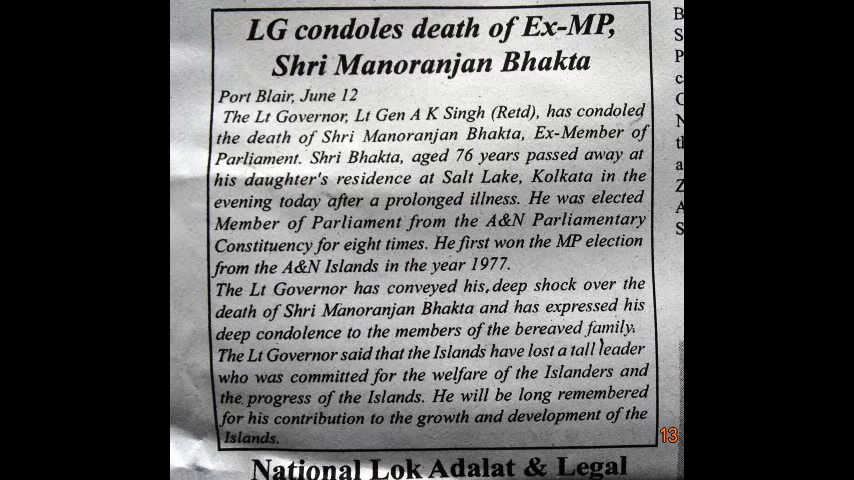 LG condoles death of Ex-MP,
Shri Manoranjan Bhakta
Port Blair, June 12
The Lt Governor, Lt Gen A K Singh (Retd), has condoled
the death of Shri Manoranjan Bhakta, Ex-Member of
Parliament. Shri Bhakta, aged 76 years passed away at
his daughter's residence at Salt Lake, Kolkata in the
evening today after a prolonged illness. He was elected
Member of Parliament from the A&N Parliamentary
Constituency for eight times. He first won the MP election
from the A&N Islands in the year 1977.
The Lt Governor has conveyed his deep shock over the
death of Shri Manoranjan Bhakta and has expressed his
deep condolence to the members of the bereaved family.
The Lt Governor said that the Islands have lost a tall leader
who was committed for the welfare of the Islanders and
the progress of the Islands. He will be long remembered
for his contribution to the growth and development of the
Islands.
National Lok Adalat & Legal
13